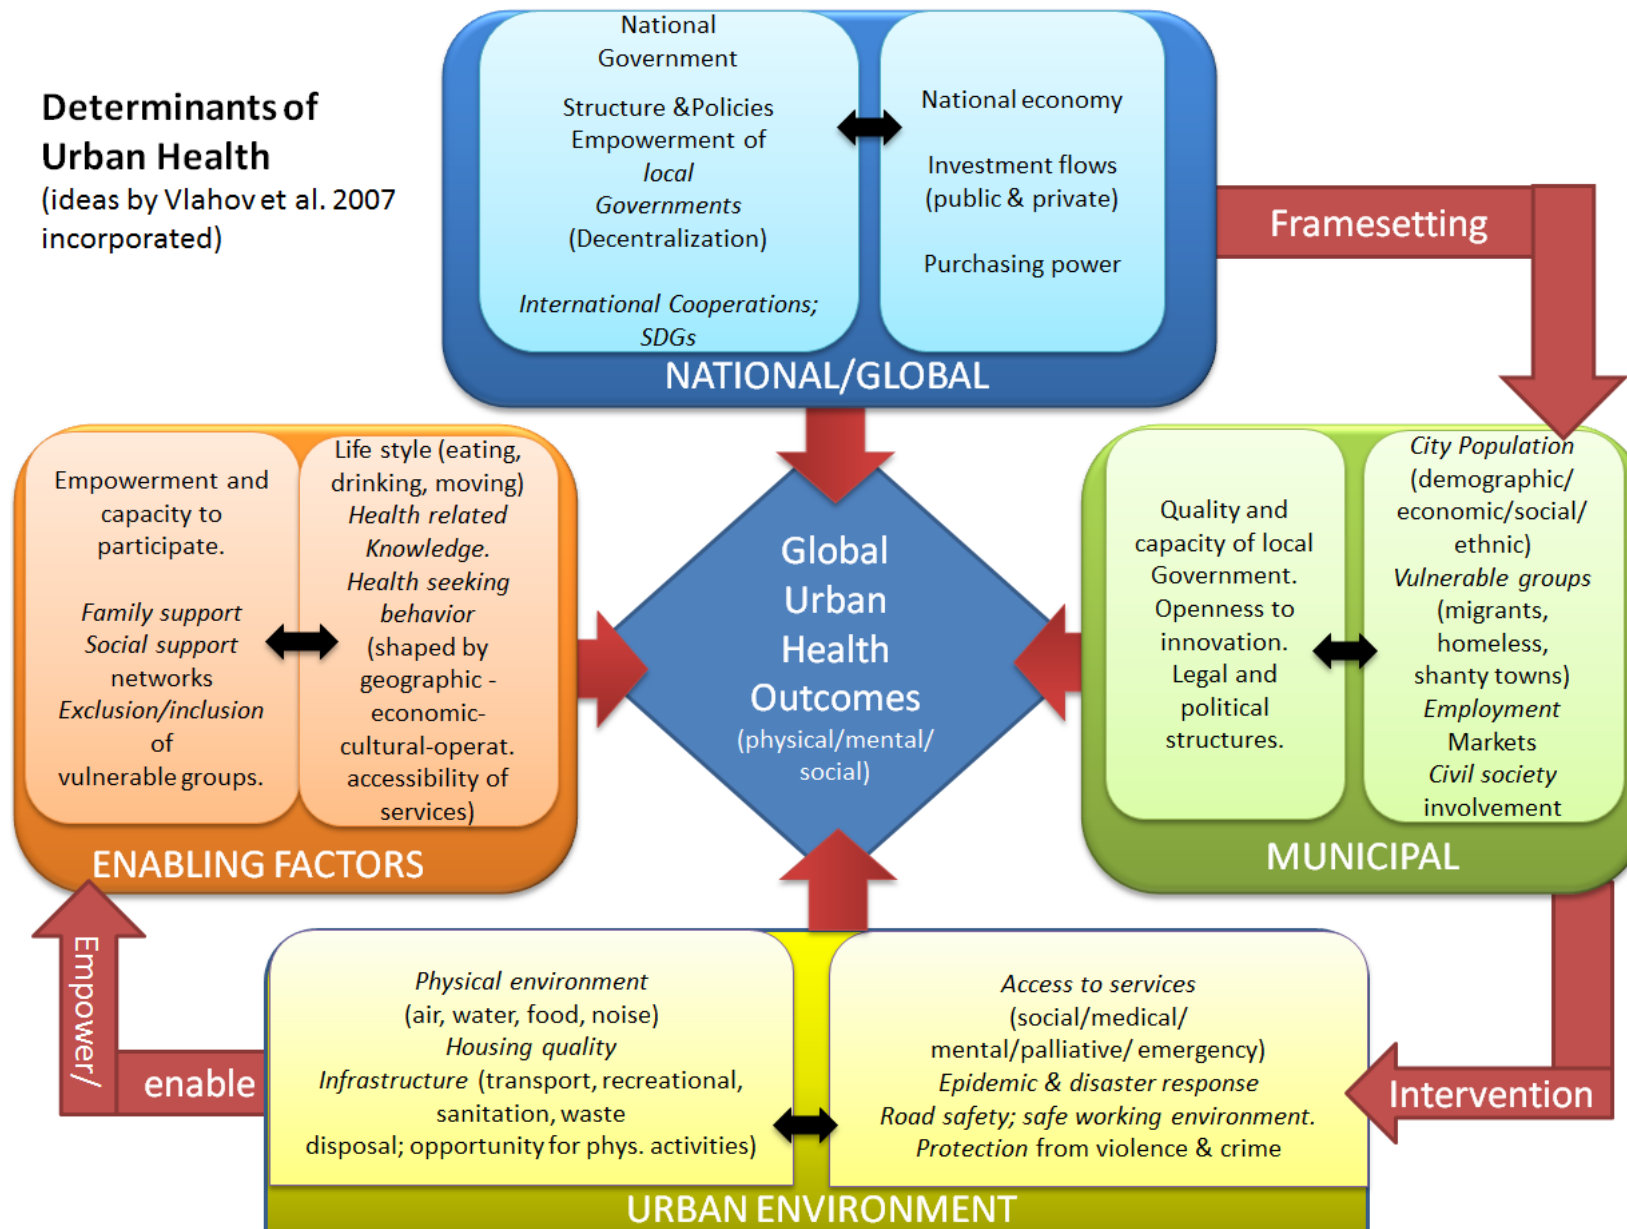 Determinants of
Urban Health
(ideas by Vlahov et al. 2007
incorporated)
National
Government
Structure &Policies
Empowerment of
local
Governments
(Decentralization)
International Cooperations;
SDGs
National economy
Investment flows
(public & private)
Purchasing power
NATIONAL/GLOBAL
Framesetting
Empowerment and
capacity to
participate.
Family support
Social support
networks
Exclusion/inclusion
of
vulnerable groups.
Life style (eating,
drinking, moving)
Health related
Knowledge.
Health seeking
behavior
(shaped by
geographic -
economic-
cultural-operat.
accessibility of
services)
ENABLING FACTORS
Global
Urban
Health
Outcomes
(physical/mental/
social)
Quality and
capacity of local
Government.
Openness to
innovation.
Legal and
political
structures.
City Population
(demographic/
economic/social/
ethnic)
Vulnerable groups
(migrants,
homeless,
shanty towns)
Employment
Markets
Civil society
involvement
MUNICIPAL
Empower/
enable
Physical environment
(air, water, food, noise)
Housing quality
Infrastructure (transport, recreational,
sanitation, waste
disposal; opportunity for phys. activities)
Access to services
(social/medical/
mental/palliative/ emergency)
Epidemic & disaster response
Road safety; safe working environment.
Protection from violence & crime
Intervention
URBAN ENVIRONMENT